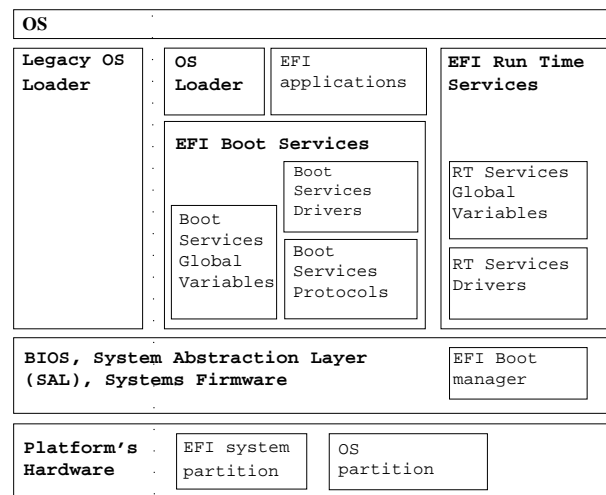 OS
Legacy OS
Loader
OS
Loader
EFI
applications
EFI Run Time
Services
EFI Boot Services
Boot
Services
Drivers
Boot
Services
Global
Variables
Boot
Services
Protocols
RT Services
Global
Variables
RT Services
Drivers
BIOS, System Abstraction Layer
(SAL), Systems Firmware
EFI Boot
manager
Platform's
Hardware
EFI system
partition
OS
partition